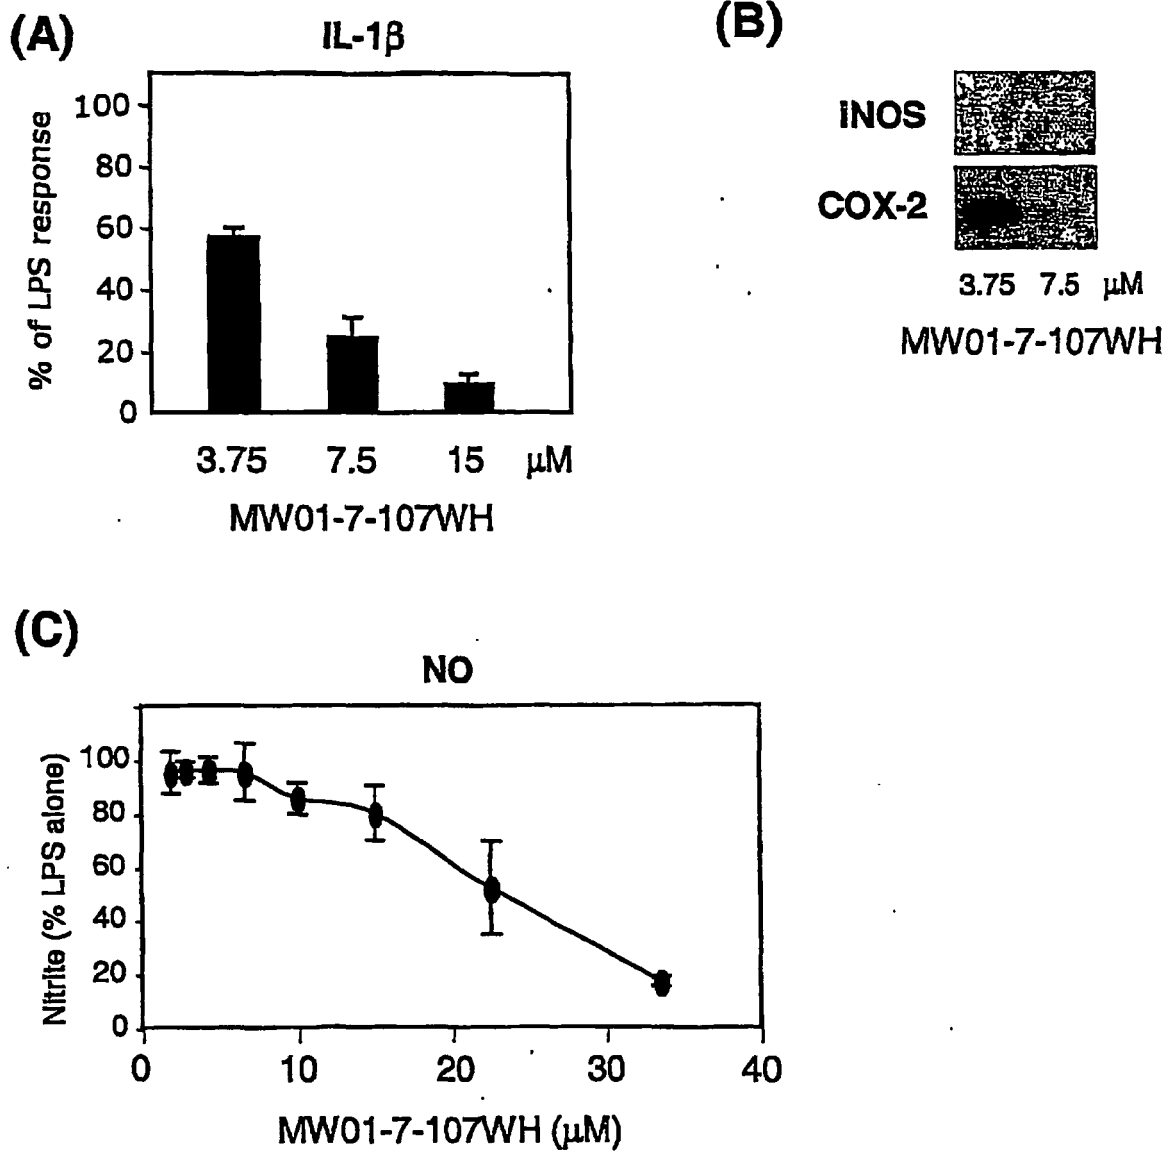 (A)
IL-1β
% of LPS response
100
80
60
40
20
0
3.75 7.5 15 μM
MW01-7-107WH
(B)
iNOS
COX-2
3.75 7.5 μM
MW01-7-107WH
(C)
NO
Nitrite (% LPS alone)
100
80
60
40
20
0
0 10 20 30 40
MW01-7-107WH (μM)